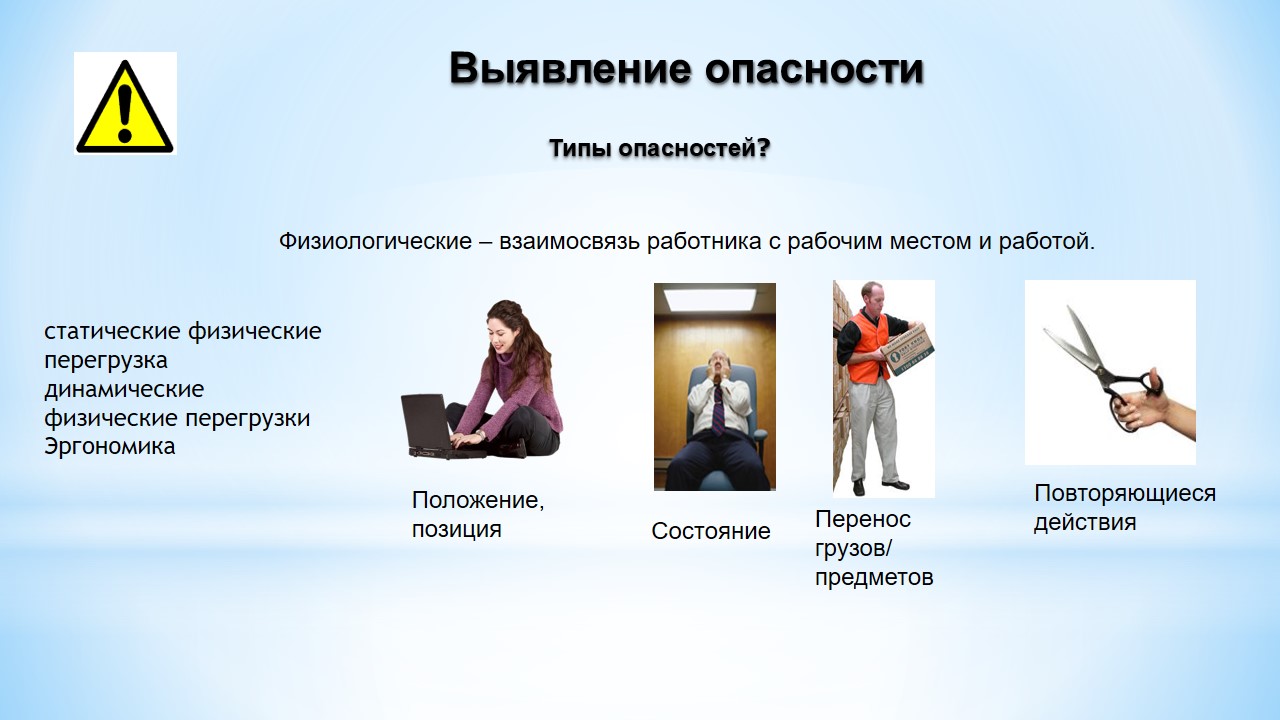 Выявление опасности
Типы опасностей?
Физиологические – взаимосвязь работника с рабочим местом и работой.
статические физические
перегрузка
динамические
физические перегрузки
Эргономика
Положение,
позиция
Состояние
Перенос
грузов/
предметов
Повторяющиеся
действия